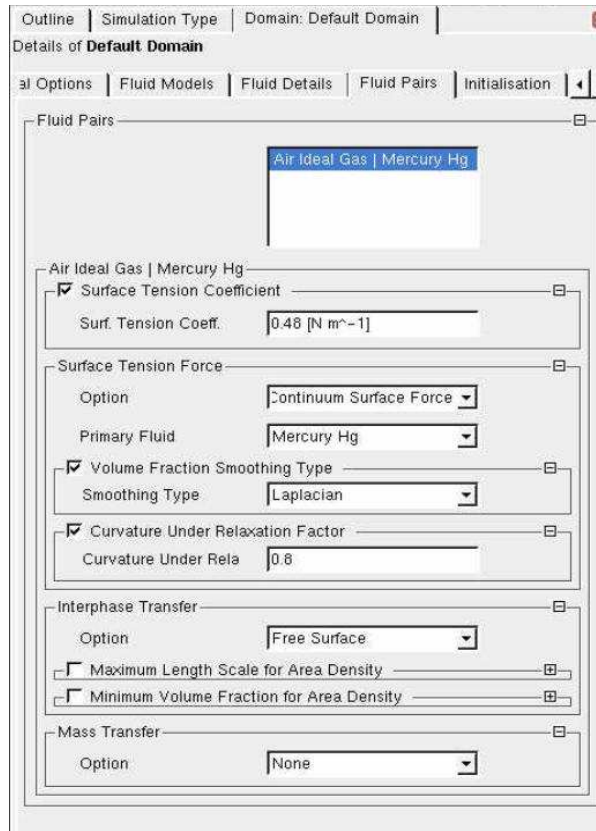 Outline Simulation Type Domain: Default Domain
Details of Default Domain
al Options Fluid Models Fluid Details Fluid Pairs Initialisation
Fluid Pairs
Air Ideal Gas | Mercury Hg
Air Ideal Gas | Mercury Hg
Surface Tension Coefficient
Surf. Tension Coeff. 0.48 [N m^-1]
Surface Tension Force
Option Continuum Surface Force
Primary Fluid Mercury Hg
Volume Fraction Smoothing Type
Smoothing Type Laplacian
Curvature Under Relaxation Factor
Curvature Under Rela 0.8
Interphase Transfer
Option Free Surface
Maximum Length Scale for Area Density
Minimum Volume Fraction for Area Density
Mass Transfer
Option None